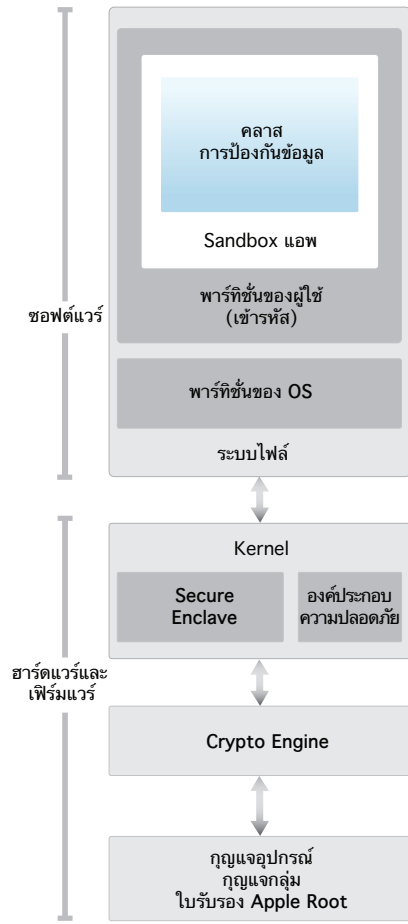 คลาส
การป้องกันข้อมูล
Sandbox แอพ
พาร์ทิชั่นของผู้ใช้
(เข้ารหัส)
ซอฟต์แวร์
พาร์ทิชั่นของ OS
ระบบไฟล์
Kernel
Secure
Enclave
องค์ประกอบ
ความปลอดภัย
ฮาร์ดแวร์และ
เฟิร์มแวร์
Crypto Engine
กุญแจอุปกรณ์
กุญแจกลุ่ม
ใบรับรอง Apple Root